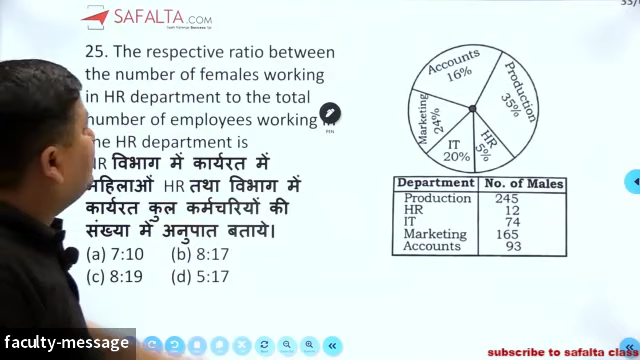 SAFALTA.COM
25. The respective ratio between
the number of females working
in HR department to the total
number of employees working in
the HR department is
HR विभाग में कार्यरत में
महिलाओं HR तथा विभाग में
कार्यरत कुल कर्मचरियों की
संख्या में अनुपात बताये।
(a) 7:10 (b) 8:17
(c) 8:19 (d) 5:17
Accounts
16%
Production
35%
Marketing
24%
IT
20%
HR
5%
Department No. of Males
Production 245
HR 12
IT 74
Marketing 165
Accounts 93
PEN
faculty-message
subscribe to safalta class